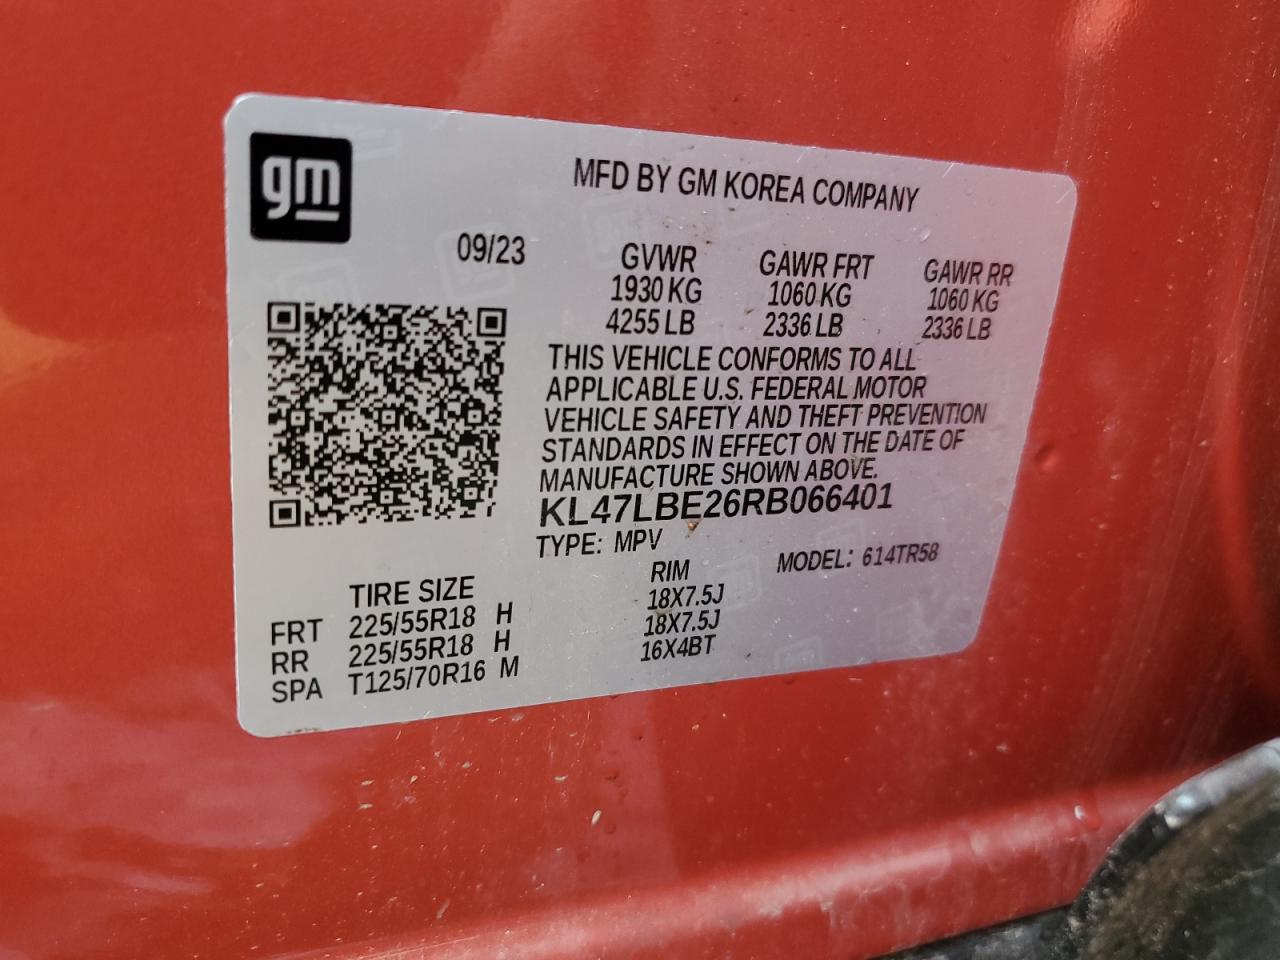 gm
MFD BY GM KOREA COMPANY
09/23
GVWR GAWR FRT GAWR RR
1930 KG 1060 KG 1060 KG
4255 LB 2336 LB 2336 LB
THIS VEHICLE CONFORMS TO ALL
APPLICABLE U.S. FEDERAL MOTOR
VEHICLE SAFETY AND THEFT PREVENTION
STANDARDS IN EFFECT ON THE DATE OF
MANUFACTURE SHOWN ABOVE.
KL47LBE26RB066401
TYPE: MPV MODEL: 614TR58
TIRE SIZE RIM
FRT 225/55R18 H 18X7.5J
RR 225/55R18 H 18X7.5J
SPA T125/70R16 M 16X4BT